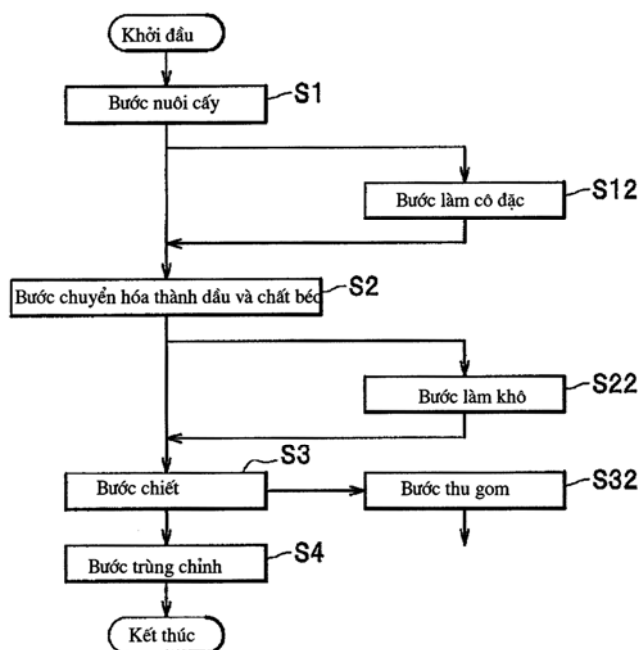 Khởi đầu
Bước nuôi cấy
S1
Bước làm cô đặc
S12
Bước chuyển hóa thành dầu và chất béo
S2
Bước làm khô
S22
Bước chiết
S3
Bước thu gom
S32
Bước trùng chỉnh
S4
Kết thúc